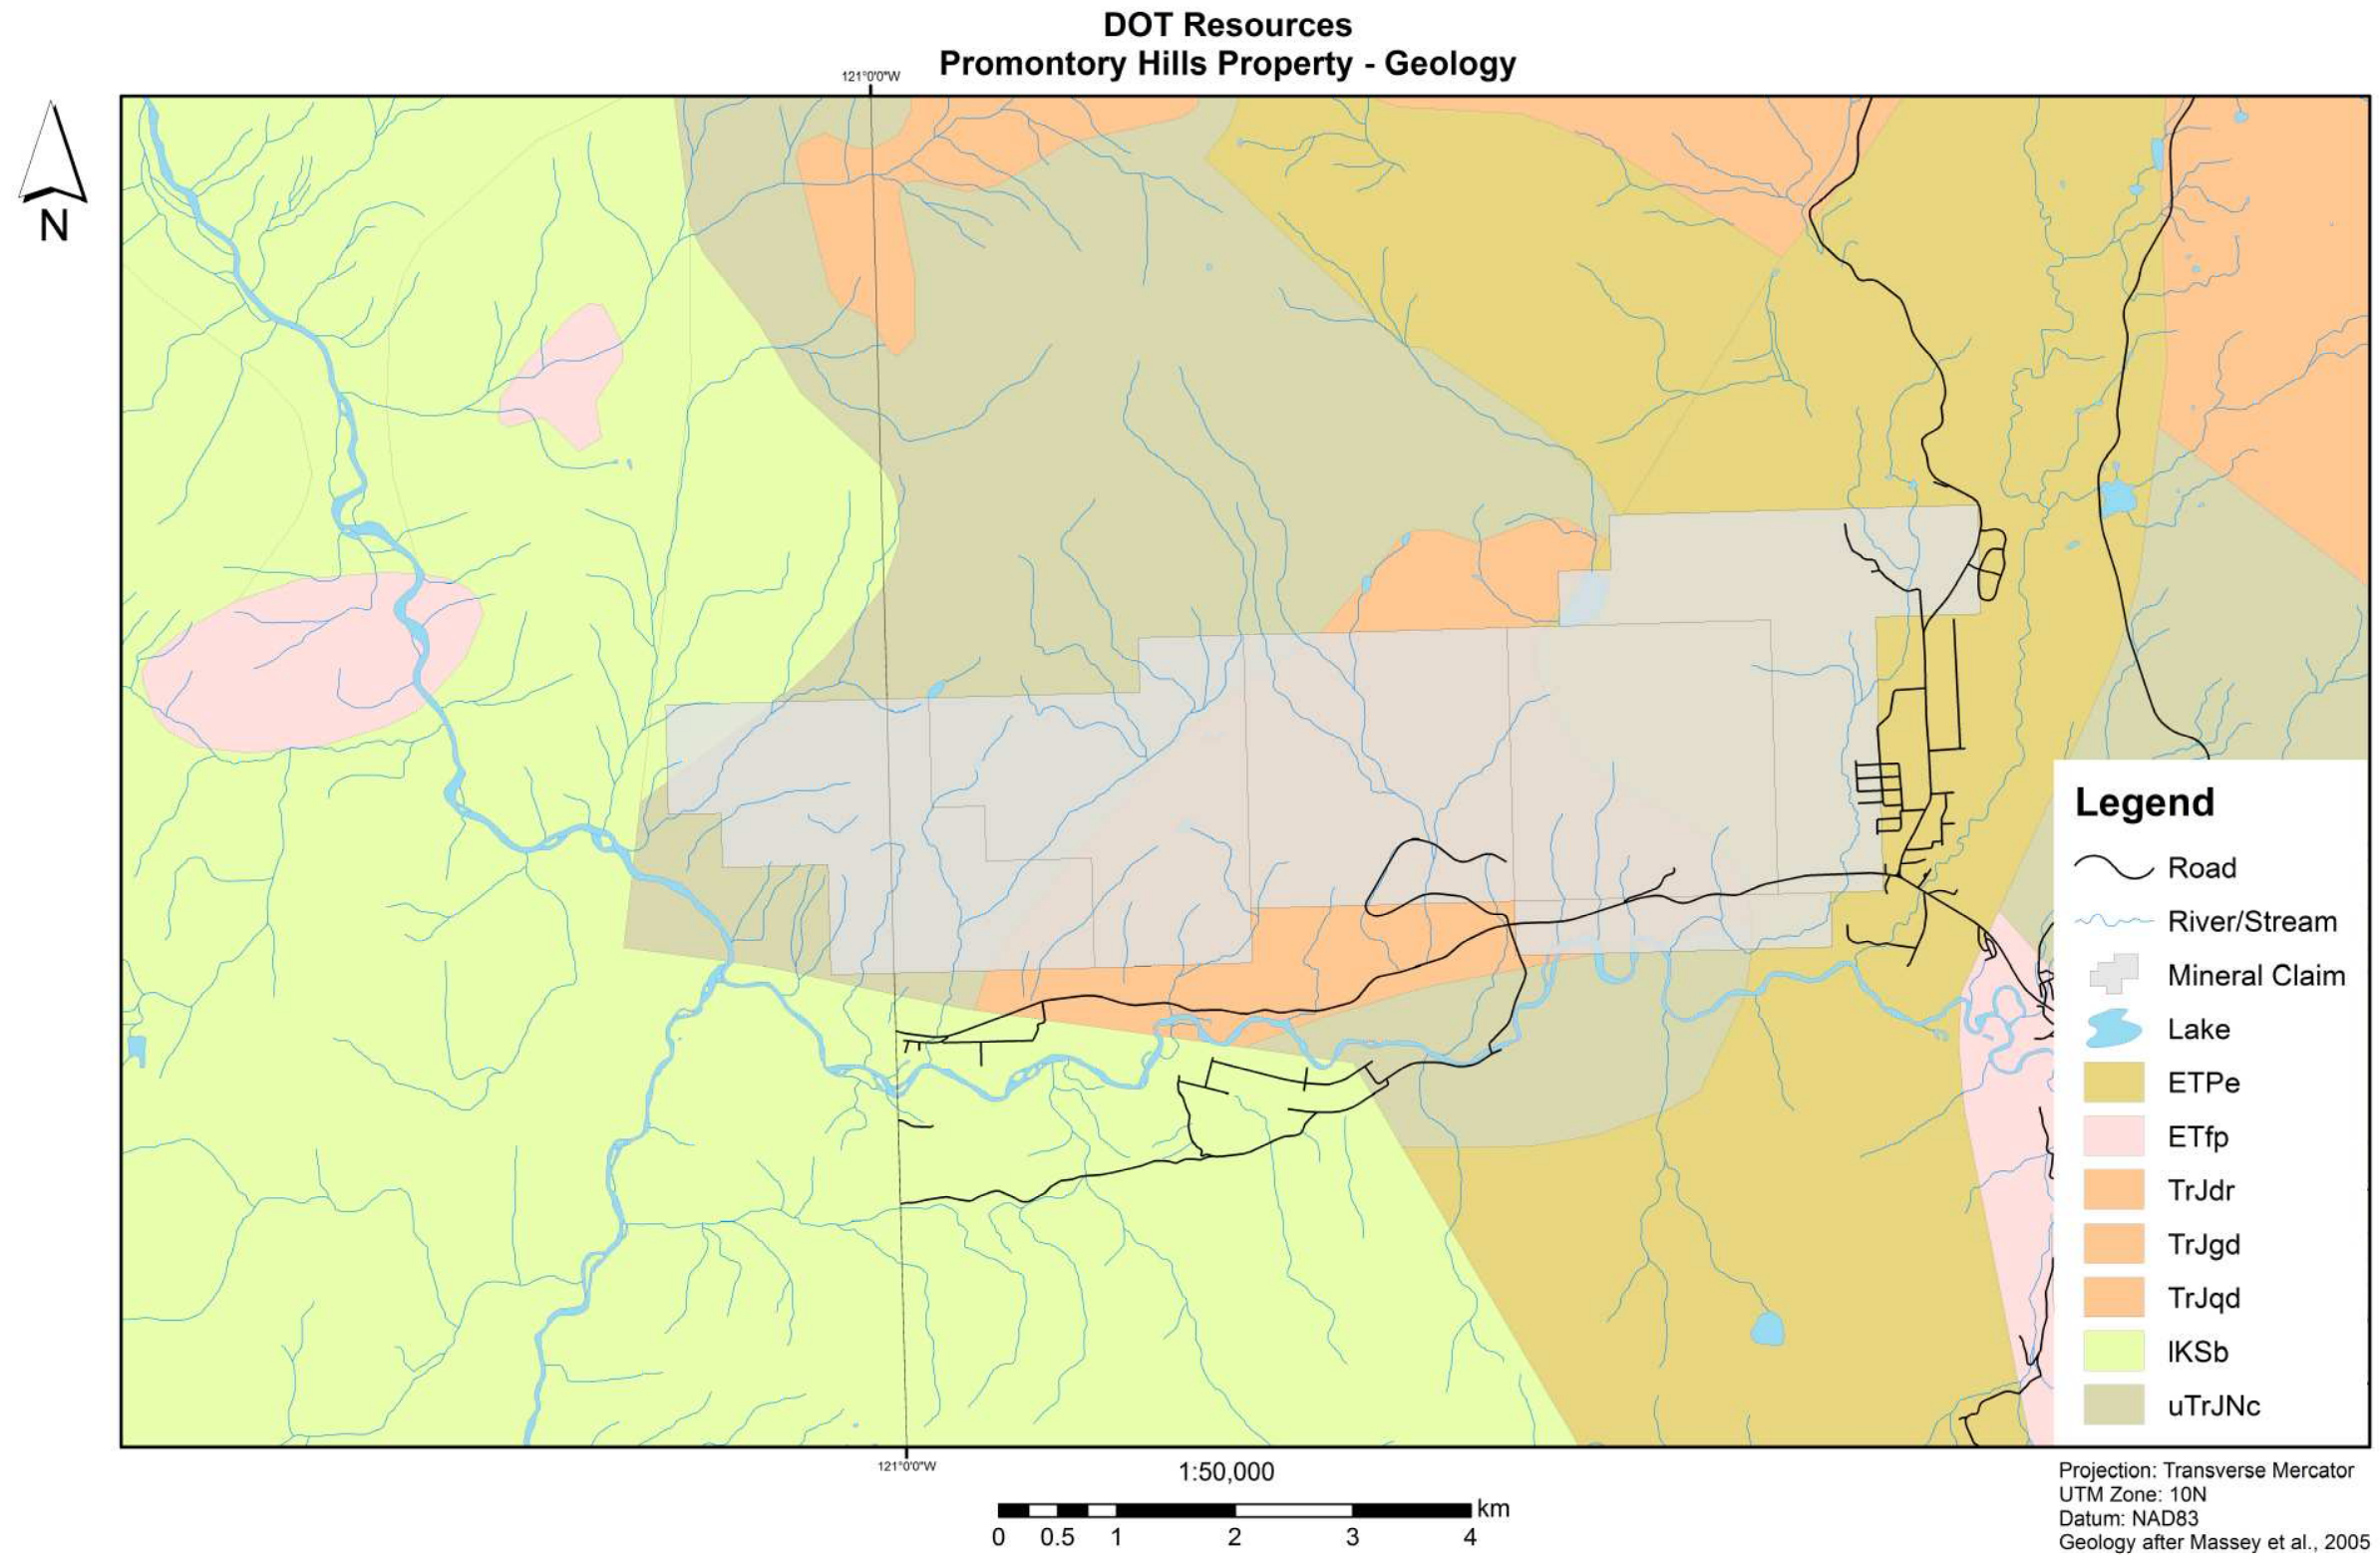 DOT Resources
Promontory Hills Property - Geology
121°0'0"W
N
Legend
Road
River/Stream
Mineral Claim
Lake
ETPe
ETfp
TrJdr
TrJgd
TrJqd
lKSb
uTrJNc
121°0'0"W
1:50,000
km
0 0.5 1 2 3 4
Projection: Transverse Mercator
UTM Zone: 10N
Datum: NAD83
Geology after Massey et al., 2005